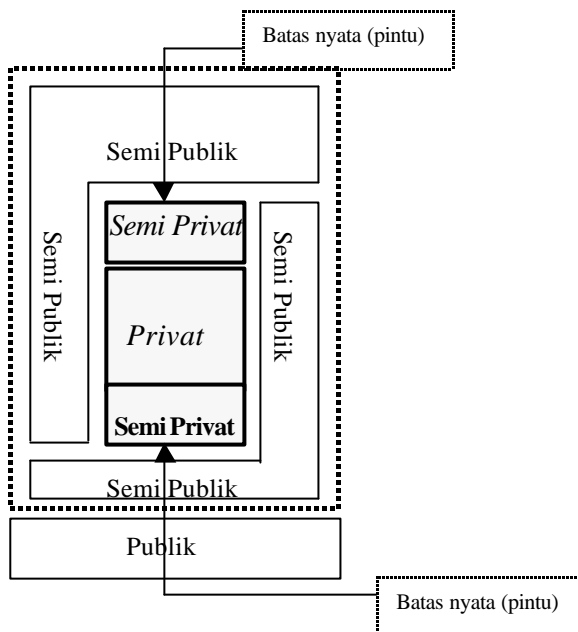 Batas nyata (pintu)
Semi Publik
Semi Privat
Semi Publik
Semi Publik
Privat
Semi Privat
Semi Publik
Publik
Batas nyata (pintu)